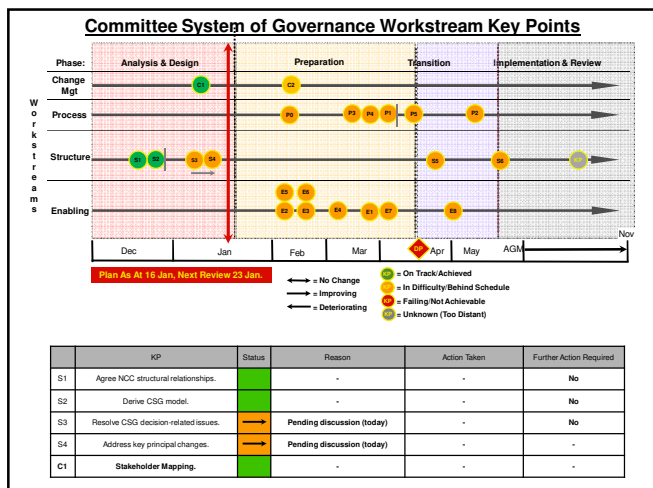 Committee System of Governance Workstream Key Points
Phase: Analysis & Design Preparation Transition Implementation & Review
Workstreams
Change Mgt
C1 C2
Process
P0 P3 P4 P1 P5 P2
Structure
S1 S2 S3 S4 S5 S6 KP
Enabling
E5 E6
E2 E3 E4 E1 E7 E8
Nov
Dec Jan Feb Mar DP Apr May AGM
Plan As At 16 Jan, Next Review 23 Jan.
= No Change
= Improving
= Deteriorating
KP = On Track/Achieved
KP = In Difficulty/Behind Schedule
KP = Failing/Not Achievable
KP = Unknown (Too Distant)
KP Status Reason Action Taken Further Action Required
S1 Agree NCC structural relationships. - - No
S2 Derive CSG model. - - No
S3 Resolve CSG decision-related issues. Pending discussion (today) - No
S4 Address key principal changes. Pending discussion (today) - -
C1 Stakeholder Mapping. - - -